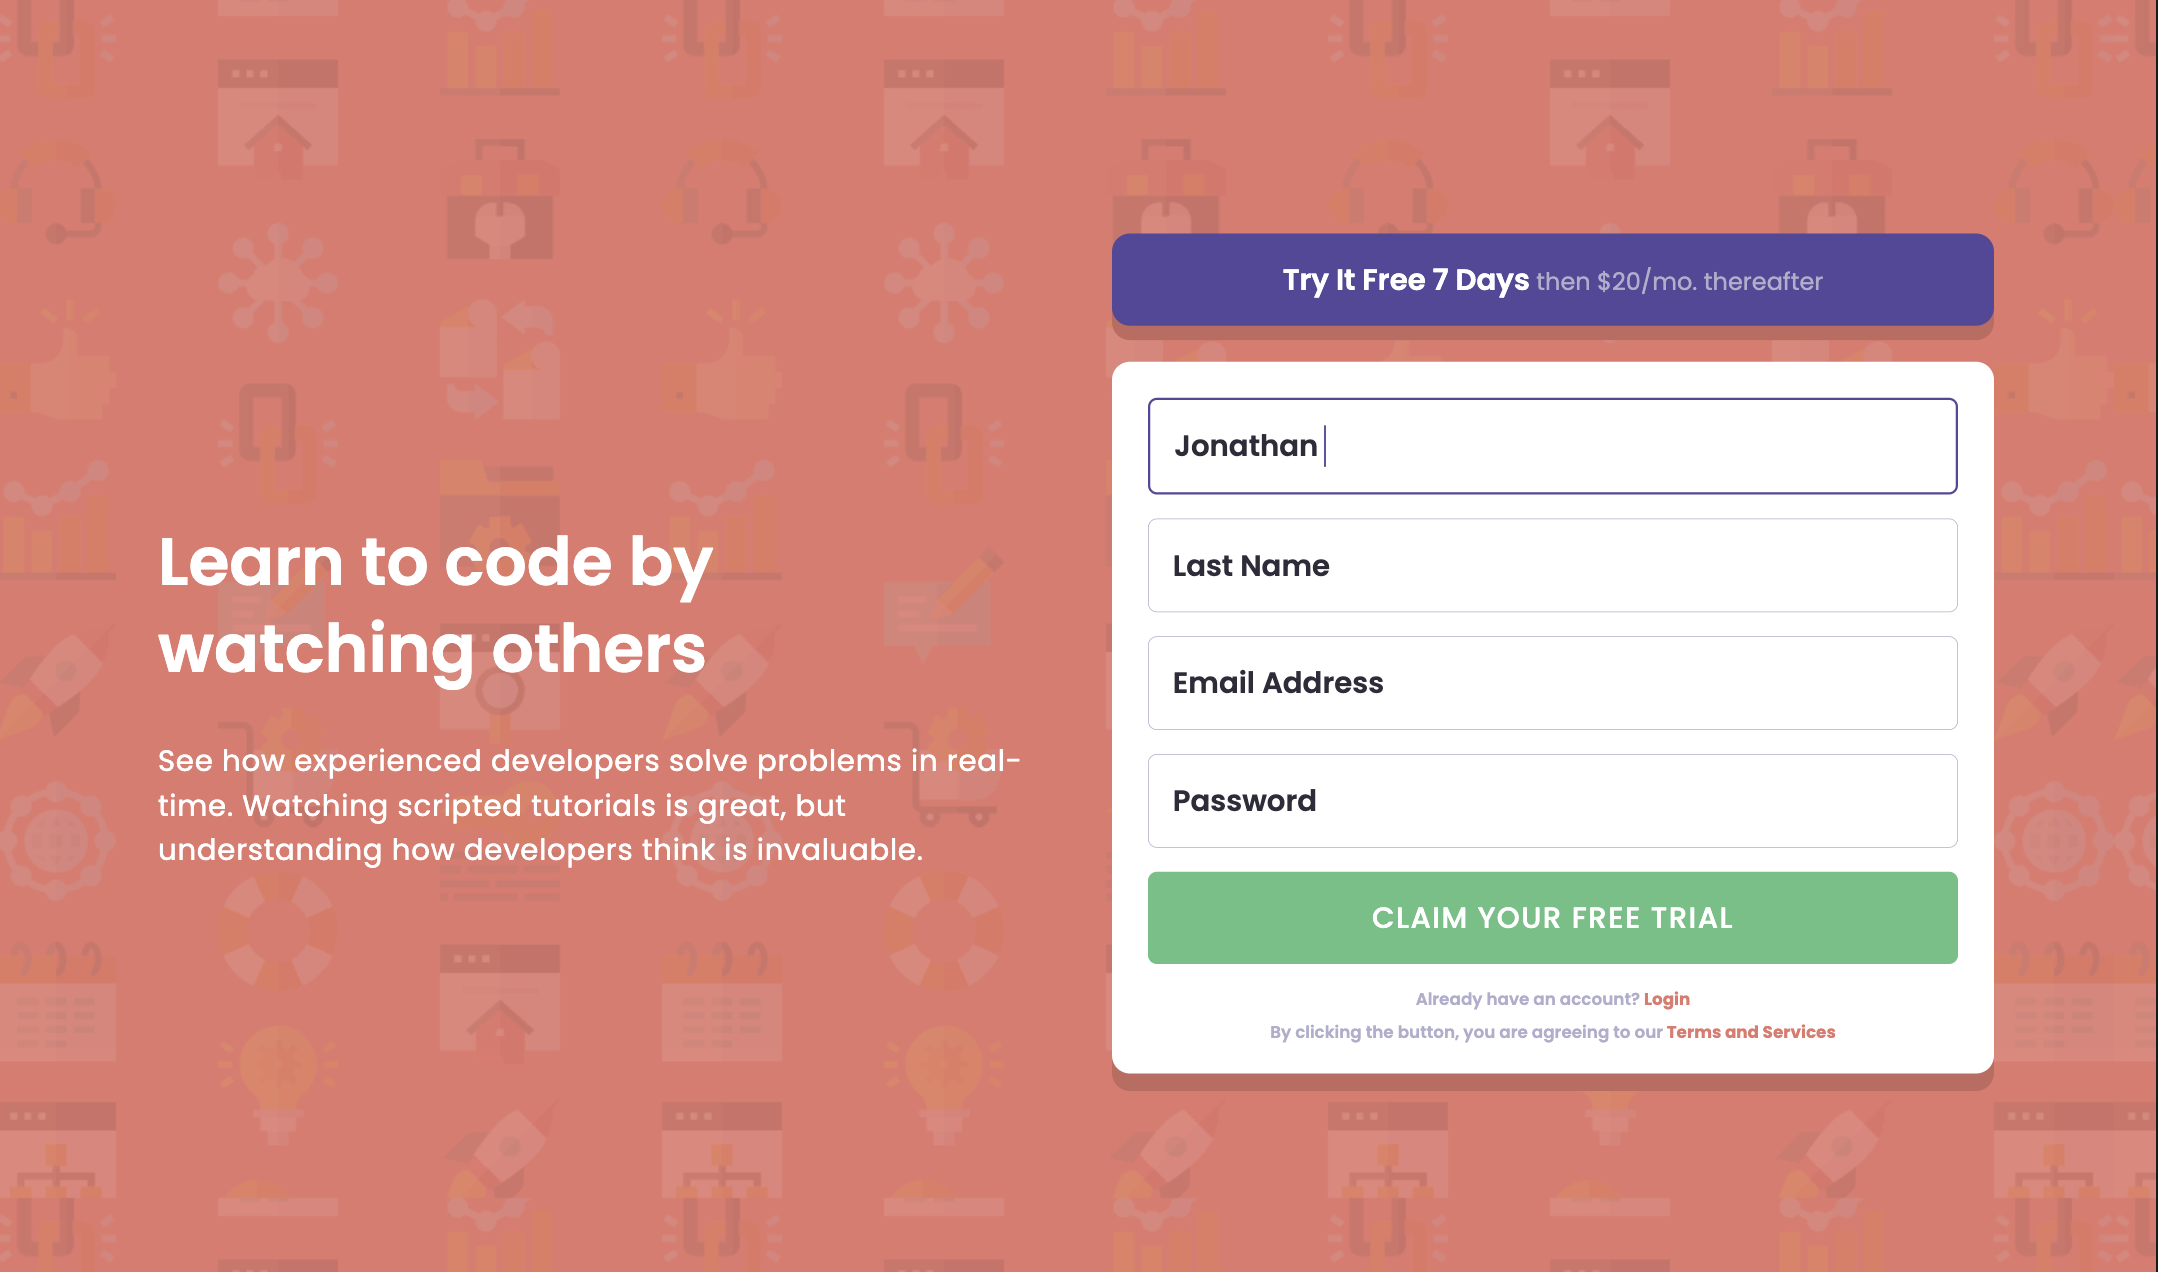 Learn to code by
watching others
See how experienced developers solve problems in real-
time. Watching scripted tutorials is great, but
understanding how developers think is invaluable.
Try It Free 7 Days then $20/mo. thereafter
Jonathan
Last Name
Email Address
Password
CLAIM YOUR FREE TRIAL
Already have an account? Login
By clicking the button, you are agreeing to our Terms and Services